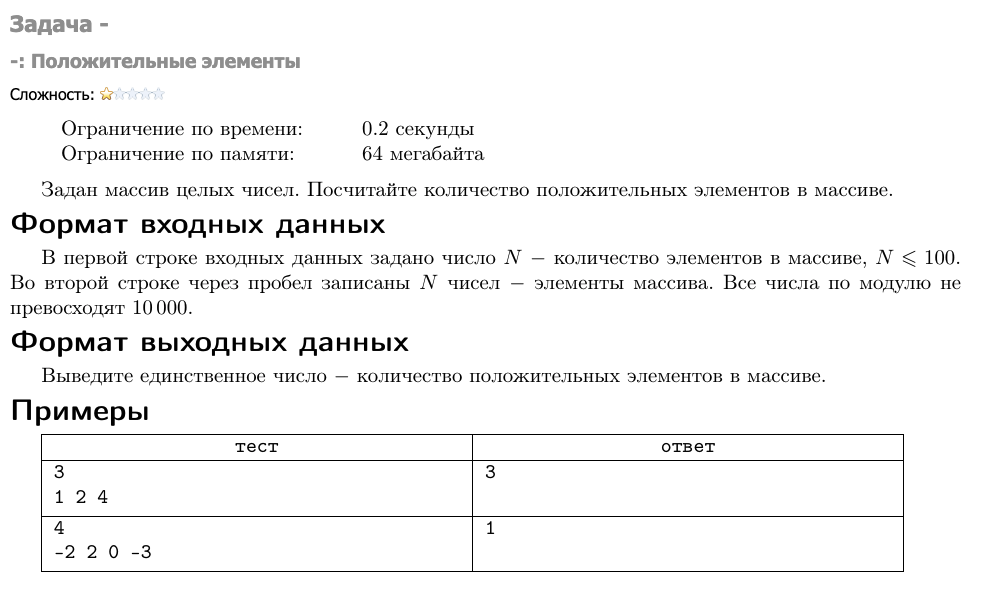 Задача -
-: Положительные элементы
Сложность:
Ограничение по времени: 0.2 секунды
Ограничение по памяти: 64 мегабайта
Задан массив целых чисел. Посчитайте количество положительных элементов в массиве.
Формат входных данных
В первой строке входных данных задано число N − количество элементов в массиве, N ⩽ 100.
Во второй строке через пробел записаны N чисел − элементы массива. Все числа по модулю не
превосходят 10 000.
Формат выходных данных
Выведите единственное число − количество положительных элементов в массиве.
Примеры
тест ответ
3 3
1 2 4
4 1
-2 2 0 -3